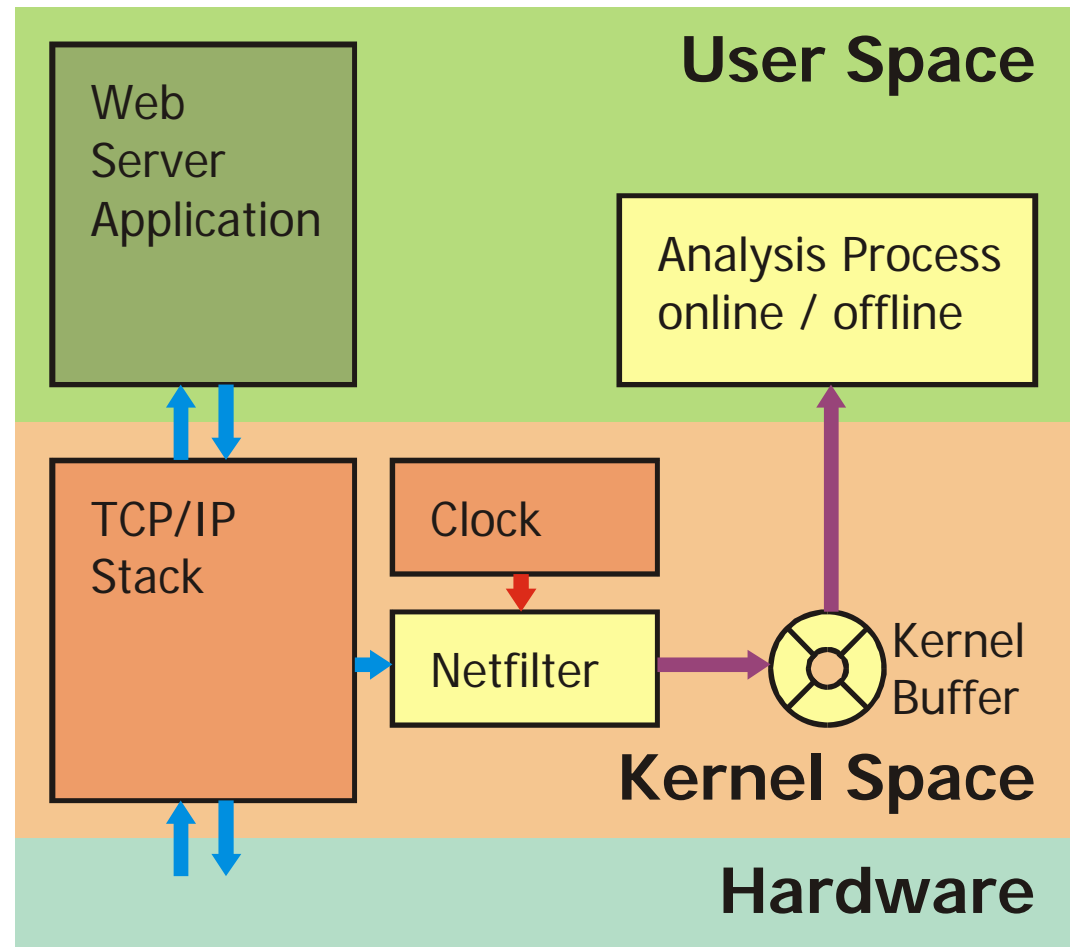 User Space
Web
Server
Application
Analysis Process
online / offline
TCP/IP
Stack
Clock
Netfilter
Kernel
Buffer
Kernel Space
Hardware